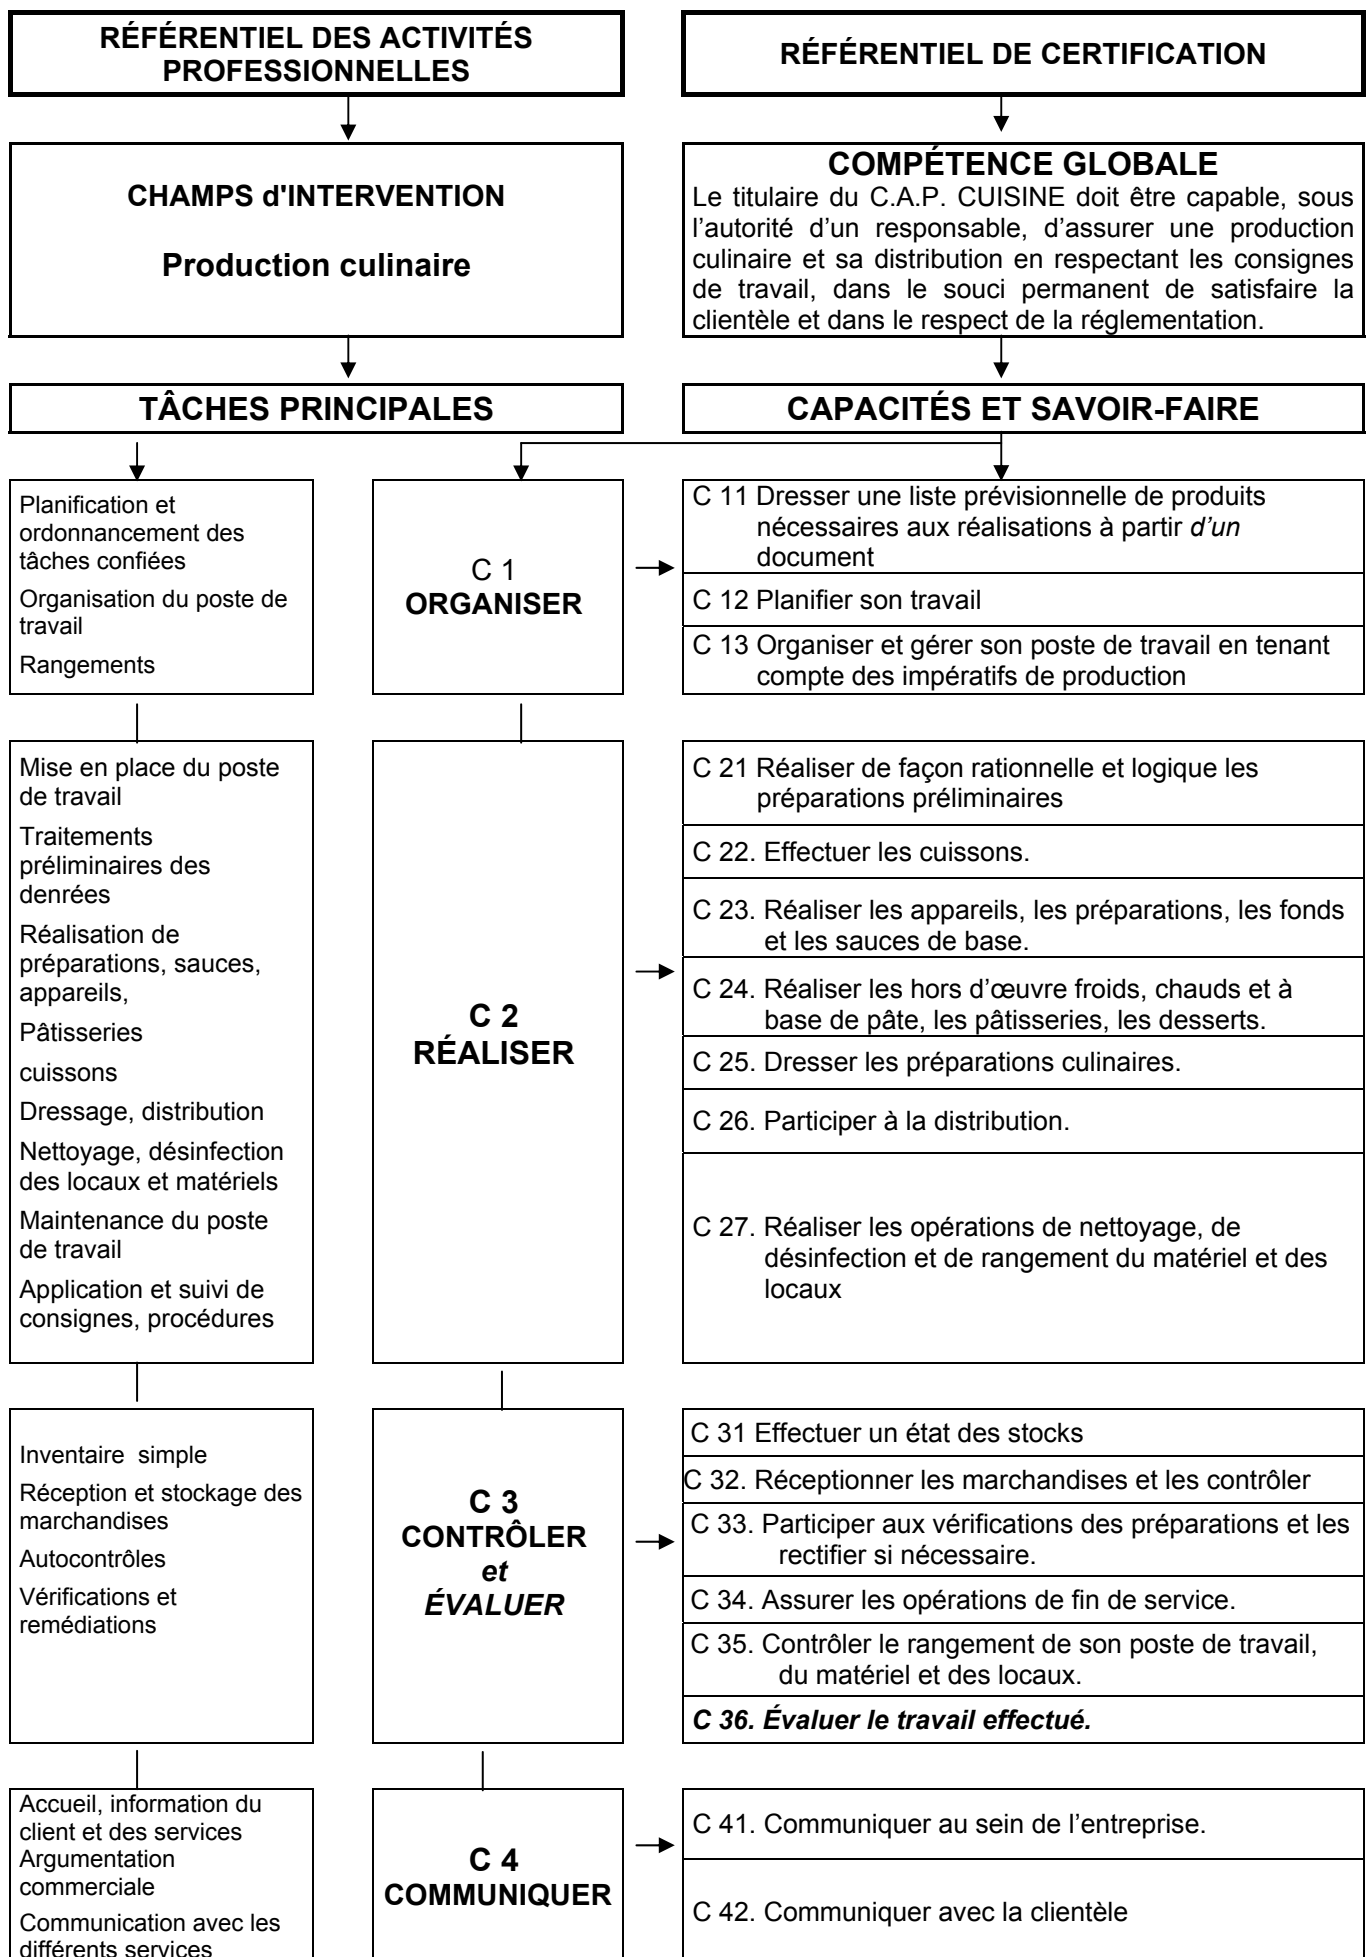 RÉFÉRENTIEL DES ACTIVITÉS
PROFESSIONNELLES
RÉFÉRENTIEL DE CERTIFICATION
CHAMPS d'INTERVENTION
Production culinaire
COMPÉTENCE GLOBALE
Le titulaire du C.A.P. CUISINE doit être capable, sous
l’autorité d’un responsable, d’assurer une production
culinaire et sa distribution en respectant les consignes
de travail, dans le souci permanent de satisfaire la
clientèle et dans le respect de la réglementation.
TÂCHES PRINCIPALES
CAPACITÉS ET SAVOIR-FAIRE
Planification et
ordonnancement des
tâches confiées
Organisation du poste de
travail
Rangements
C 1
ORGANISER
C 11 Dresser une liste prévisionnelle de produits
nécessaires aux réalisations à partir d’un
document
C 12 Planifier son travail
C 13 Organiser et gérer son poste de travail en tenant
compte des impératifs de production
Mise en place du poste
de travail
Traitements
préliminaires des
denrées
Réalisation de
préparations, sauces,
appareils,
Pâtisseries
cuissons
Dressage, distribution
Nettoyage, désinfection
des locaux et matériels
Maintenance du poste
de travail
Application et suivi de
consignes, procédures
C 2
RÉALISER
C 21 Réaliser de façon rationnelle et logique les
préparations préliminaires
C 22. Effectuer les cuissons.
C 23. Réaliser les appareils, les préparations, les fonds
et les sauces de base.
C 24. Réaliser les hors d’œuvre froids, chauds et à
base de pâte, les pâtisseries, les desserts.
C 25. Dresser les préparations culinaires.
C 26. Participer à la distribution.
C 27. Réaliser les opérations de nettoyage, de
désinfection et de rangement du matériel et des
locaux
Inventaire simple
Réception et stockage des
marchandises
Autocontrôles
Vérifications et
remédiations
C 3
CONTRÔLER
et
ÉVALUER
C 31 Effectuer un état des stocks
C 32. Réceptionner les marchandises et les contrôler
C 33. Participer aux vérifications des préparations et les
rectifier si nécessaire.
C 34. Assurer les opérations de fin de service.
C 35. Contrôler le rangement de son poste de travail,
du matériel et des locaux.
C 36. Évaluer le travail effectué.
Accueil, information du
client et des services
Argumentation
commerciale
Communication avec les
différents services
C 4
COMMUNIQUER
C 41. Communiquer au sein de l’entreprise.
C 42. Communiquer avec la clientèle